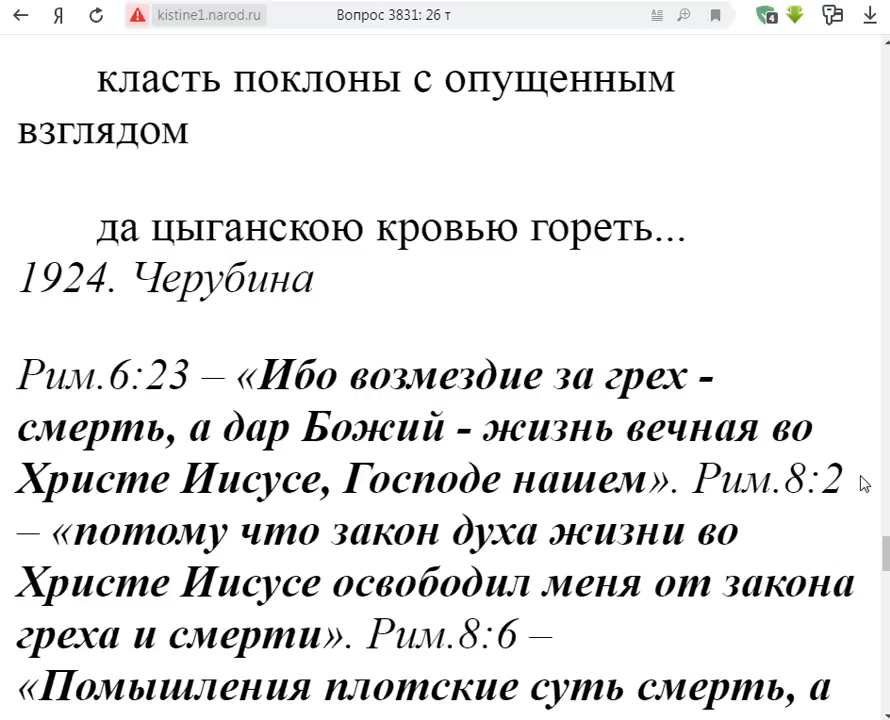 Я kistine1.narod.ru Вопрос 3831: 26 т 4
класть поклоны с опущенным
взглядом
да цыганскою кровью гореть...
1924. Черубина
Рим.6:23 – «Ибо возмездие за грех -
смерть, а дар Божий - жизнь вечная во
Христе Иисусе, Господе нашем». Рим.8:2
– «потому что закон духа жизни во
Христе Иисусе освободил меня от закона
греха и смерти». Рим.8:6 –
«Помышления плотские суть смерть, а